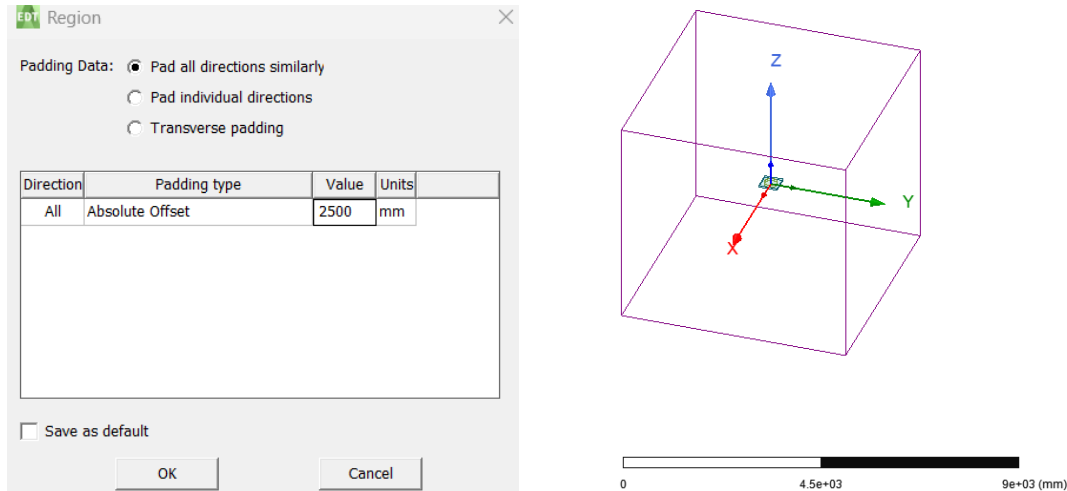 EDT Region
Padding Data: Pad all directions similarly
Pad individual directions
Transverse padding
Direction Padding type Value Units
All Absolute Offset 2500 mm
Save as default
OK Cancel
Z
Y
X
0 4.5e+03 9e+03 (mm)